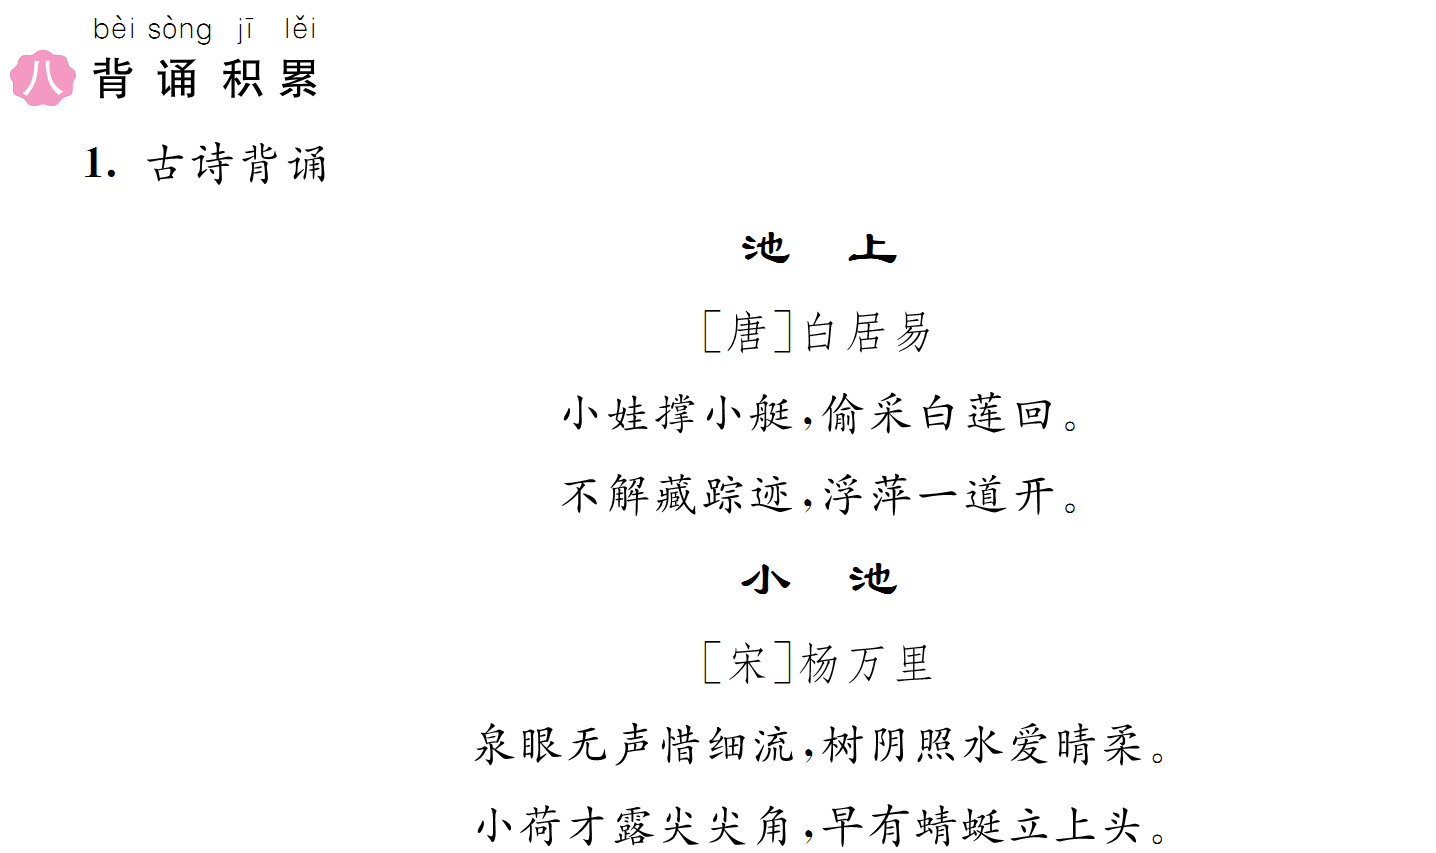 bèi sòng jī lěi
八 背诵积累
1. 古诗背诵
池 上
[唐]白居易
小娃撑小艇,偷采白莲回。
不解藏踪迹,浮萍一道开。
小 池
[宋]杨万里
泉眼无声惜细流,树阴照水爱晴柔。
小荷才露尖尖角,早有蜻蜓立上头。